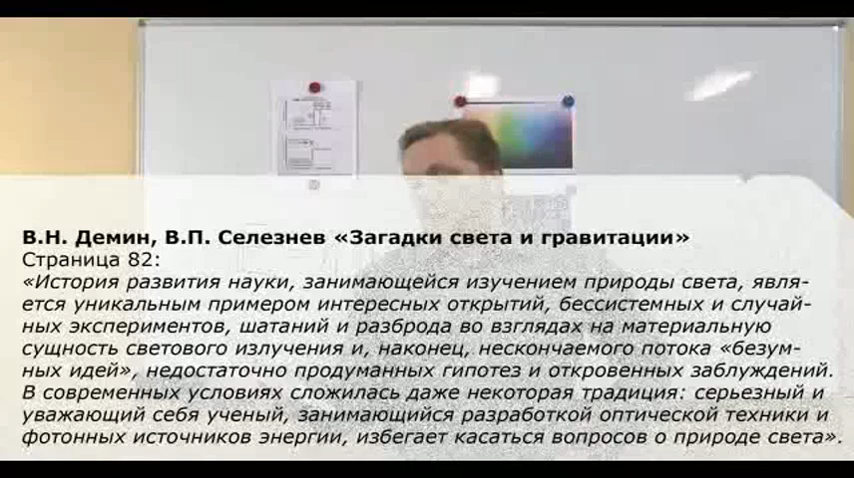 В.Н. Демин, В.П. Селезнев «Загадки света и гравитации»
Страница 82:
«История развития науки, занимающейся изучением природы света, явля-
ется уникальным примером интересных открытий, бессистемных и случай-
ных экспериментов, шатаний и разброда во взглядах на материальную
сущность светового излучения и, наконец, нескончаемого потока «безум-
ных идей», недостаточно продуманных гипотез и откровенных заблуждений.
В современных условиях сложилась даже некоторая традиция: серьезный и
уважающий себя ученый, занимающийся разработкой оптической техники и
фотонных источников энергии, избегает касаться вопросов о природе света».